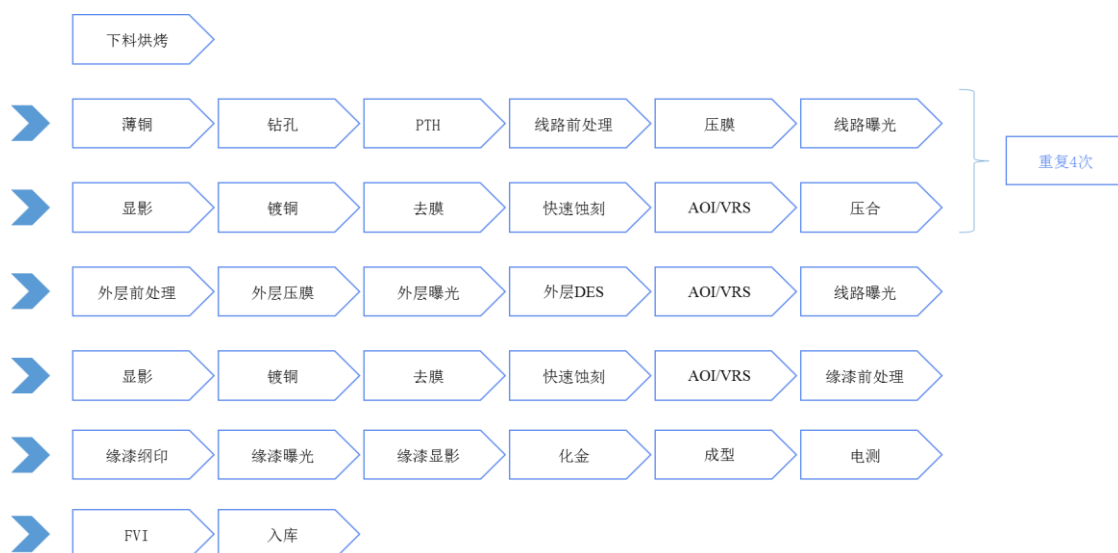 下料烘烤
薄铜 钻孔 PTH 线路前处理 压膜 线路曝光
重复4次
显影 镀铜 去膜 快速蚀刻 AOI/VRS 压合
外层前处理 外层压膜 外层曝光 外层DES AOI/VRS 线路曝光
显影 镀铜 去膜 快速蚀刻 AOI/VRS 缘漆前处理
缘漆纲印 缘漆曝光 缘漆显影 化金 成型 电测
FVI 入库